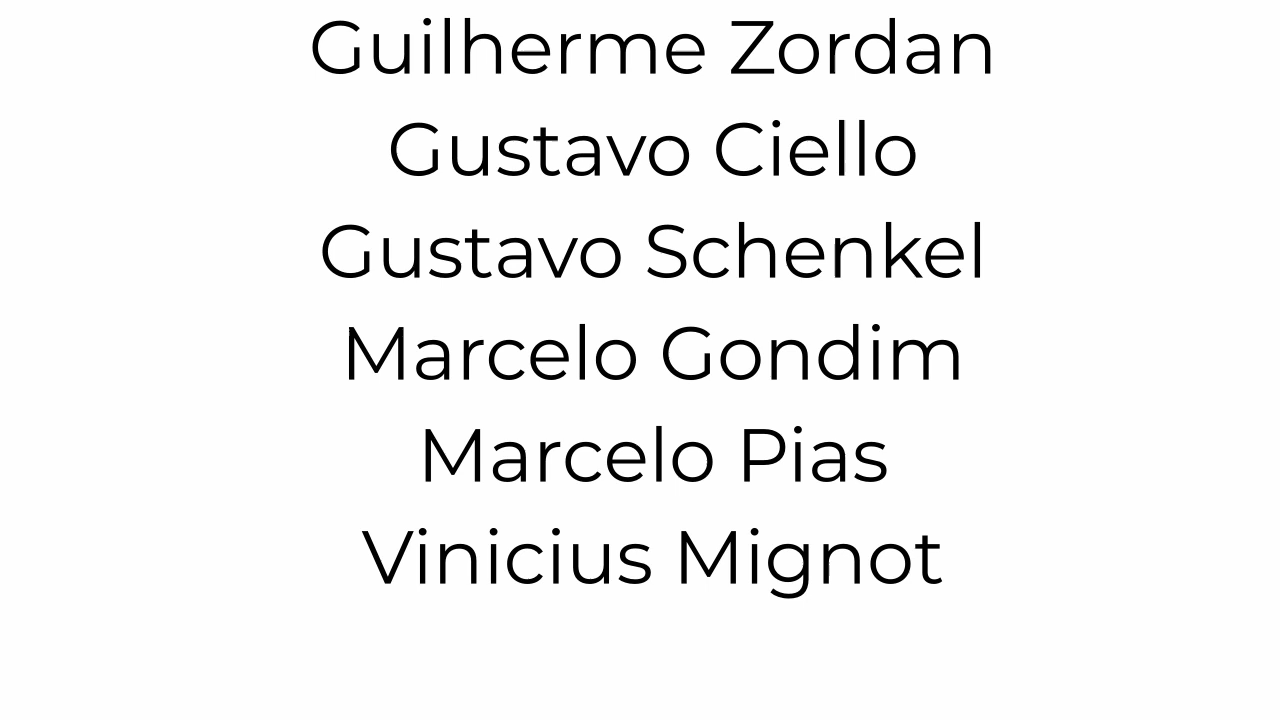 Guilherme Zordan
Gustavo Ciello
Gustavo Schenkel
Marcelo Gondim
Marcelo Pias
Vinicius Mignot